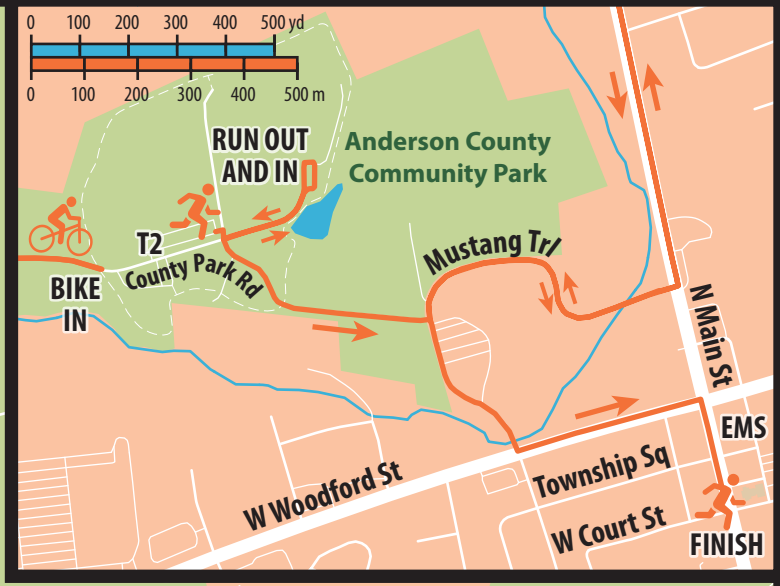 0 100 200 300 400 500 yd
0 100 200 300 400 500 m
RUN OUT
AND IN
Anderson County
Community Park
T2
County Park Rd
BIKE
IN
Mustang Trl
N Main St
EMS
W Woodford St
Township Sq
W Court St
FINISH